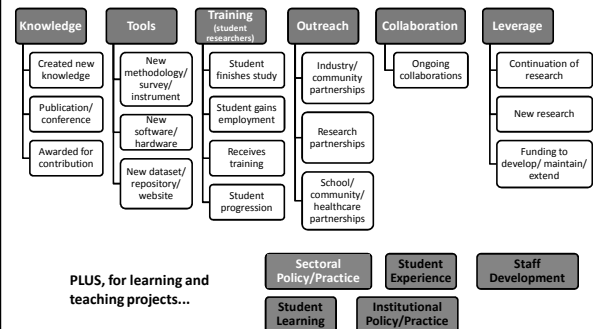 Knowledge
Created new
knowledge
Publication/
conference
Awarded for
contribution
Tools
New
methodology/
survey/
instrument
New
software/
hardware
New dataset/
repository/
website
Training
(student
researchers)
Student
finishes study
Student gains
employment
Receives
training
Student
progression
Outreach
Industry/
community
partnerships
Research
partnerships
School/
community/
healthcare
partnerships
Collaboration
Ongoing
collaborations
Leverage
Continuation of
research
New research
Funding to
develop/ maintain/
extend
PLUS, for learning and
teaching projects...
Sectoral
Policy/Practice
Student
Experience
Staff
Development
Student
Learning
Institutional
Policy/Practice